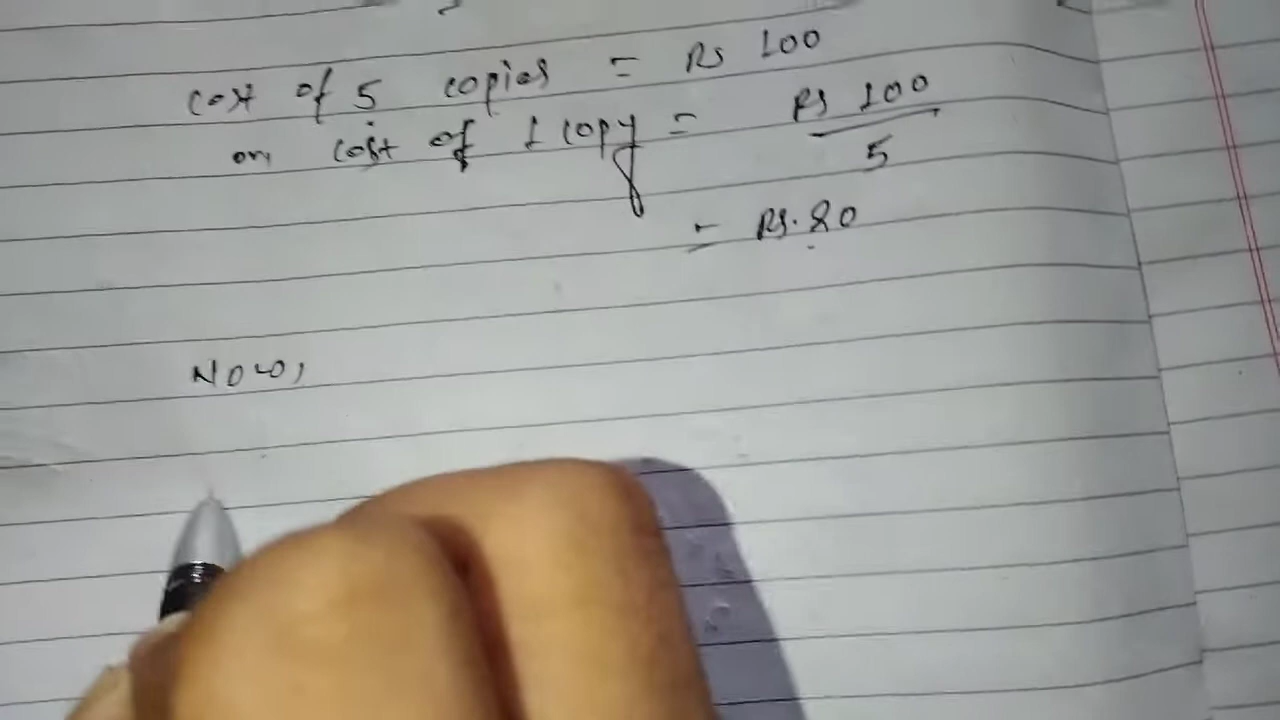 cost of 5 copies = Rs 100
or, cost of 1 copy = Rs 100 / 5
= Rs. 20
Now,